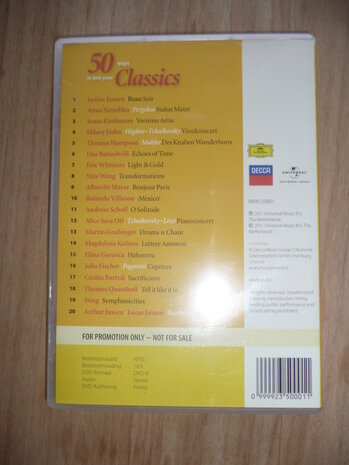 50 ways
to love your Classics
1 Janine Jansen Beau Soir
2 Anna Netrebko Pergolesi Stabat Mater
3 Jonas Kaufmann Verismo Arias
4 Hilary Hahn Higdon • Tchaikovsky Vioolconcert
5 Thomas Hampson Mahler Des Knaben Wunderhorn
6 Lisa Batiashvili Echoes of Time
7 Eric Whitacre Light & Gold
8 Yuja Wang Transformations
9 Albrecht Mayer Bonjour Paris
10 Rolando Villazon ¡Mexico!
11 Andreas Scholl O Solitude
12 Alice Sara Ott Tchaikovsky • Liszt Pianoconcert
13 Martin Grubinger Drums 'n Chant
14 Magdalena Kožená Lettere Amorose
15 Elina Garanča Habanera
16 Julia Fischer Paganini Caprices
17 Cecilia Bartoli Sacrificium
18 Thomas Quasthoff Tell it like it is
19 Sting Symphonicities
20 Arthur Jussen Lucas Jussen
FOR PROMOTION ONLY — NOT FOR SALE
Beeldstandaard NTSC
Beeldverhouding 16:9
DVD Formaat DVD-9
Audio Stereo
DVD Authoring Pixlity
DECCA
UNIVERSAL
UNIVERSAL MUSIC
℗ 2011 Universal Music BV,
The Netherlands
© 2011 Universal Music BV,
The Netherlands
All rights reserved. Unauthorised
copying, reproduction, hiring,
lending, public performance and
broadcasting prohibited.
0 999923 500011